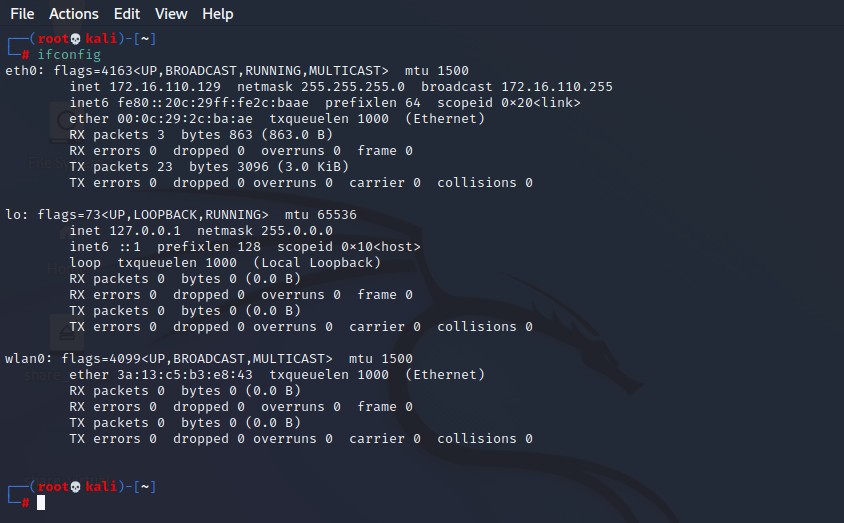 File Actions Edit View Help
┌──(root💀kali)-[~]
└─# ifconfig
eth0: flags=4163<UP,BROADCAST,RUNNING,MULTICAST>  mtu 1500
        inet 172.16.110.129  netmask 255.255.255.0  broadcast 172.16.110.255
        inet6 fe80::20c:29ff:fe2c:baae  prefixlen 64  scopeid 0×20<link>
        ether 00:0c:29:2c:ba:ae  txqueuelen 1000  (Ethernet)
        RX packets 3  bytes 863 (863.0 B)
        RX errors 0  dropped 0  overruns 0  frame 0
        TX packets 23  bytes 3096 (3.0 KiB)
        TX errors 0  dropped 0 overruns 0  carrier 0  collisions 0

lo: flags=73<UP,LOOPBACK,RUNNING>  mtu 65536
        inet 127.0.0.1  netmask 255.0.0.0
        inet6 ::1  prefixlen 128  scopeid 0×10<host>
        loop  txqueuelen 1000  (Local Loopback)
        RX packets 0  bytes 0 (0.0 B)
        RX errors 0  dropped 0  overruns 0  frame 0
        TX packets 0  bytes 0 (0.0 B)
        TX errors 0  dropped 0 overruns 0  carrier 0  collisions 0

wlan0: flags=4099<UP,BROADCAST,MULTICAST>  mtu 1500
        ether 3a:13:c5:b3:e8:43  txqueuelen 1000  (Ethernet)
        RX packets 0  bytes 0 (0.0 B)
        RX errors 0  dropped 0  overruns 0  frame 0
        TX packets 0  bytes 0 (0.0 B)
        TX errors 0  dropped 0 overruns 0  carrier 0  collisions 0

┌──(root💀kali)-[~]
└─#